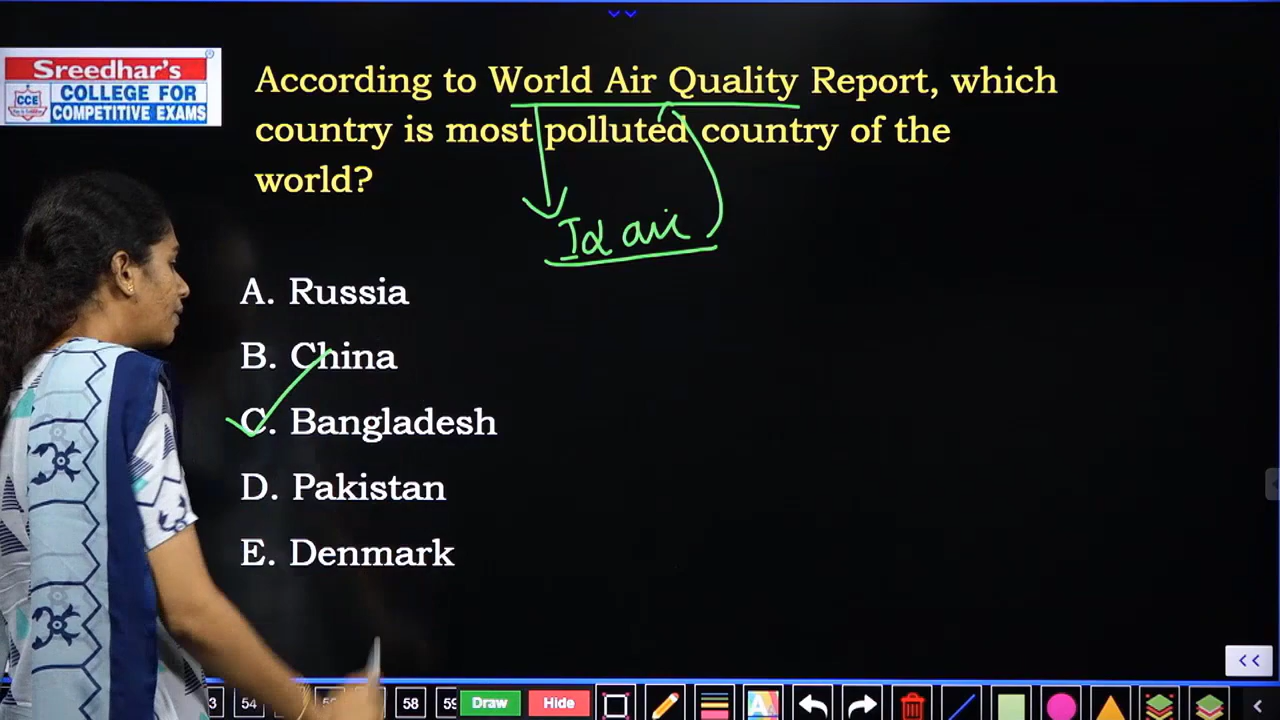 Sreedhar's
CCE
COLLEGE FOR
COMPETITIVE EXAMS
According to World Air Quality Report, which
country is most polluted country of the
world?
IQ air
A. Russia
B. China
C. Bangladesh
D. Pakistan
E. Denmark
3 54 58 59 Draw Hide